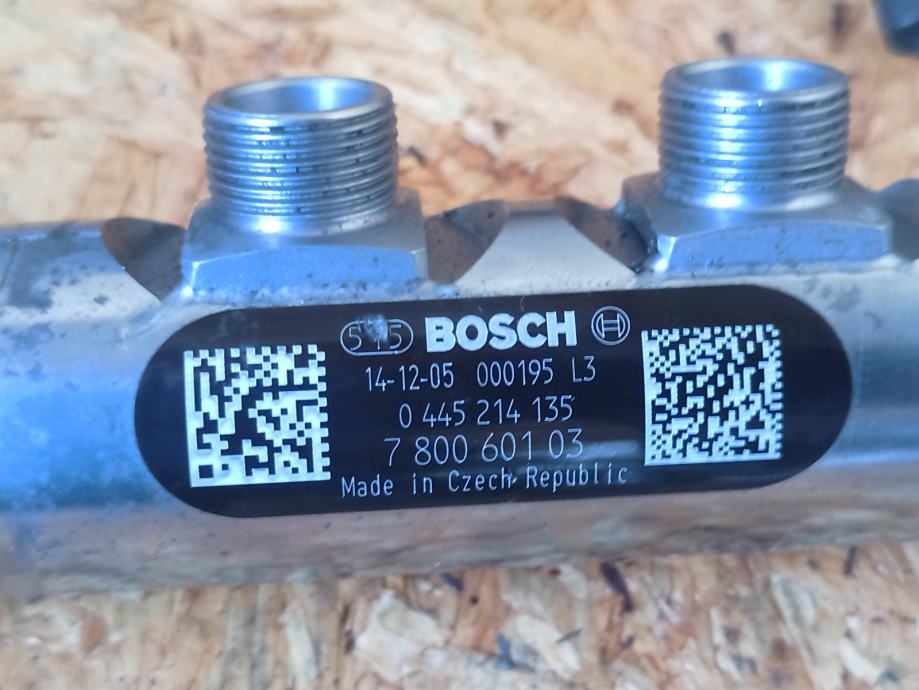 515 BOSCH
14-12-05 000195 L3
0 445 214 135
7 800 601 03
Made in Czech Republic